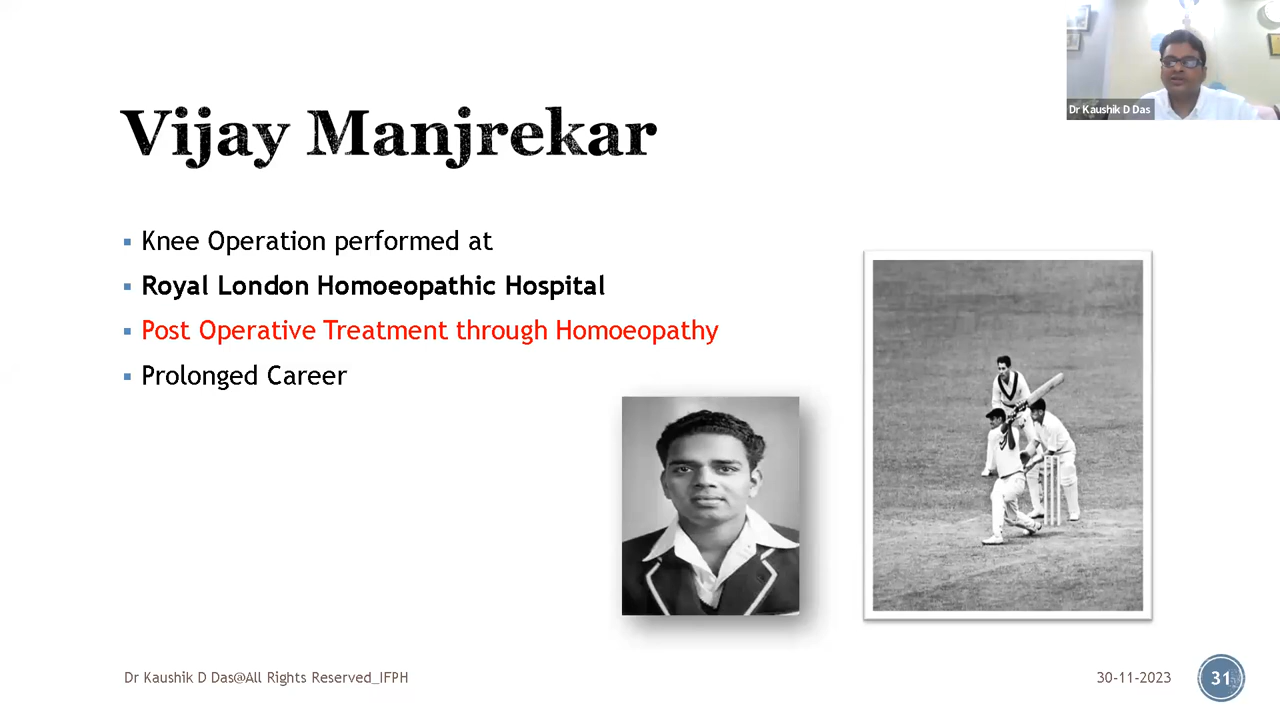 Dr Kaushik D Das
Vijay Manjrekar
Knee Operation performed at
Royal London Homoeopathic Hospital
Post Operative Treatment through Homoeopathy
Prolonged Career
Dr Kaushik D Das@All Rights Reserved_IFPH
30-11-2023
31